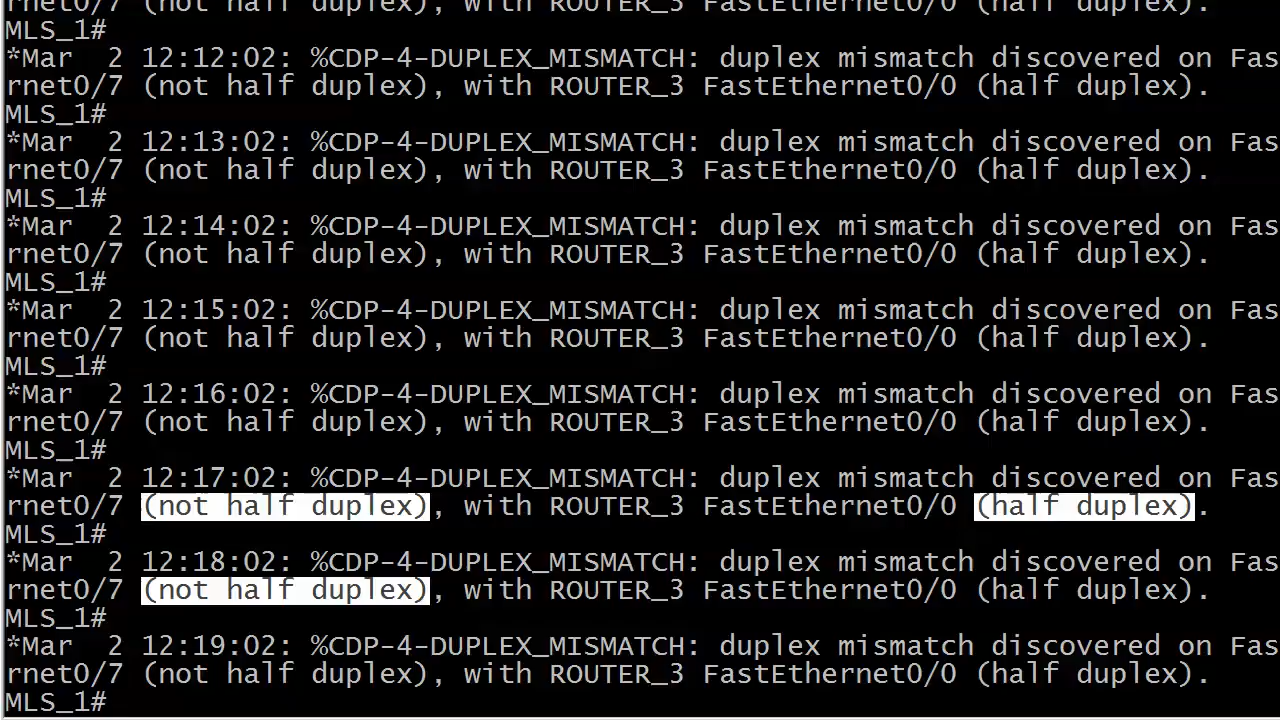 rnet0/7 (not half duplex), with ROUTER_3 FastEthernet0/0 (half duplex).
MLS_1#
*Mar  2 12:12:02: %CDP-4-DUPLEX_MISMATCH: duplex mismatch discovered on Fas
rnet0/7 (not half duplex), with ROUTER_3 FastEthernet0/0 (half duplex).
MLS_1#
*Mar  2 12:13:02: %CDP-4-DUPLEX_MISMATCH: duplex mismatch discovered on Fas
rnet0/7 (not half duplex), with ROUTER_3 FastEthernet0/0 (half duplex).
MLS_1#
*Mar  2 12:14:02: %CDP-4-DUPLEX_MISMATCH: duplex mismatch discovered on Fas
rnet0/7 (not half duplex), with ROUTER_3 FastEthernet0/0 (half duplex).
MLS_1#
*Mar  2 12:15:02: %CDP-4-DUPLEX_MISMATCH: duplex mismatch discovered on Fas
rnet0/7 (not half duplex), with ROUTER_3 FastEthernet0/0 (half duplex).
MLS_1#
*Mar  2 12:16:02: %CDP-4-DUPLEX_MISMATCH: duplex mismatch discovered on Fas
rnet0/7 (not half duplex), with ROUTER_3 FastEthernet0/0 (half duplex).
MLS_1#
*Mar  2 12:17:02: %CDP-4-DUPLEX_MISMATCH: duplex mismatch discovered on Fas
rnet0/7 (not half duplex), with ROUTER_3 FastEthernet0/0 (half duplex).
MLS_1#
*Mar  2 12:18:02: %CDP-4-DUPLEX_MISMATCH: duplex mismatch discovered on Fas
rnet0/7 (not half duplex), with ROUTER_3 FastEthernet0/0 (half duplex).
MLS_1#
*Mar  2 12:19:02: %CDP-4-DUPLEX_MISMATCH: duplex mismatch discovered on Fas
rnet0/7 (not half duplex), with ROUTER_3 FastEthernet0/0 (half duplex).
MLS_1#